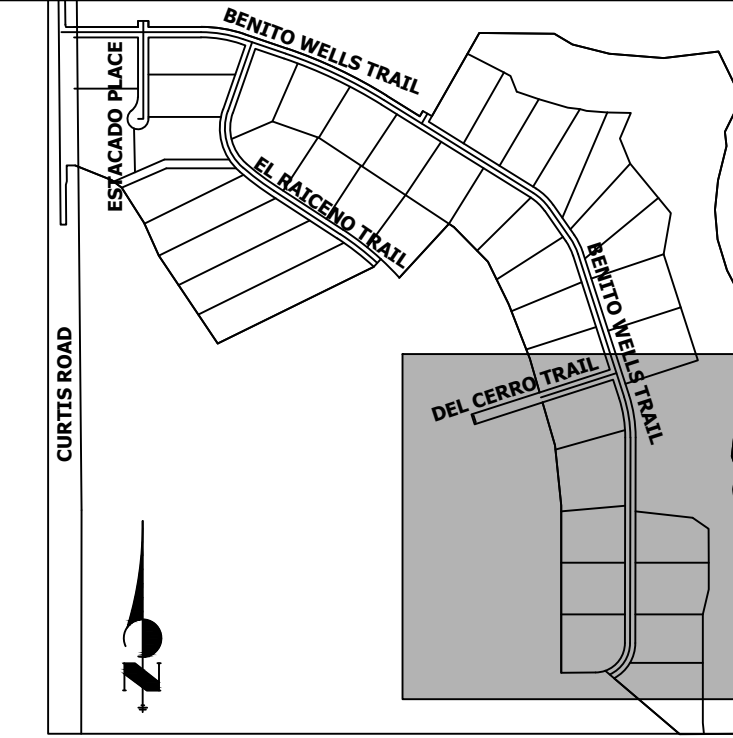 BENITO WELLS TRAIL
ESTACADO PLACE
EL RAICENO TRAIL
BENITO WELLS TRAIL
CURTIS ROAD
DEL CERRO TRAIL
N